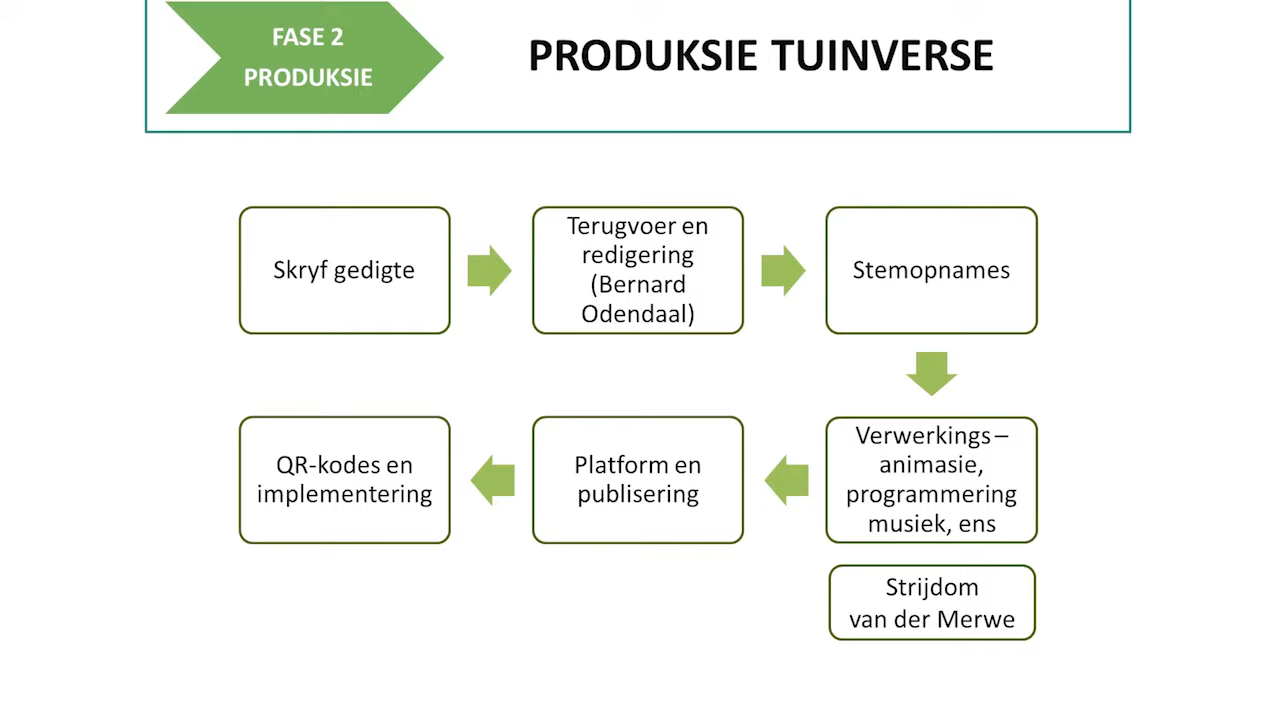 FASE 2
PRODUKSIE
PRODUKSIE TUINVERSE
Skryf gedigte
Terugvoer en
redigering
(Bernard
Odendaal)
Stemopnames
Verwerkings –
animasie,
programmering
musiek, ens
Platform en
publisering
QR-kodes en
implementering
Strijdom
van der Merwe